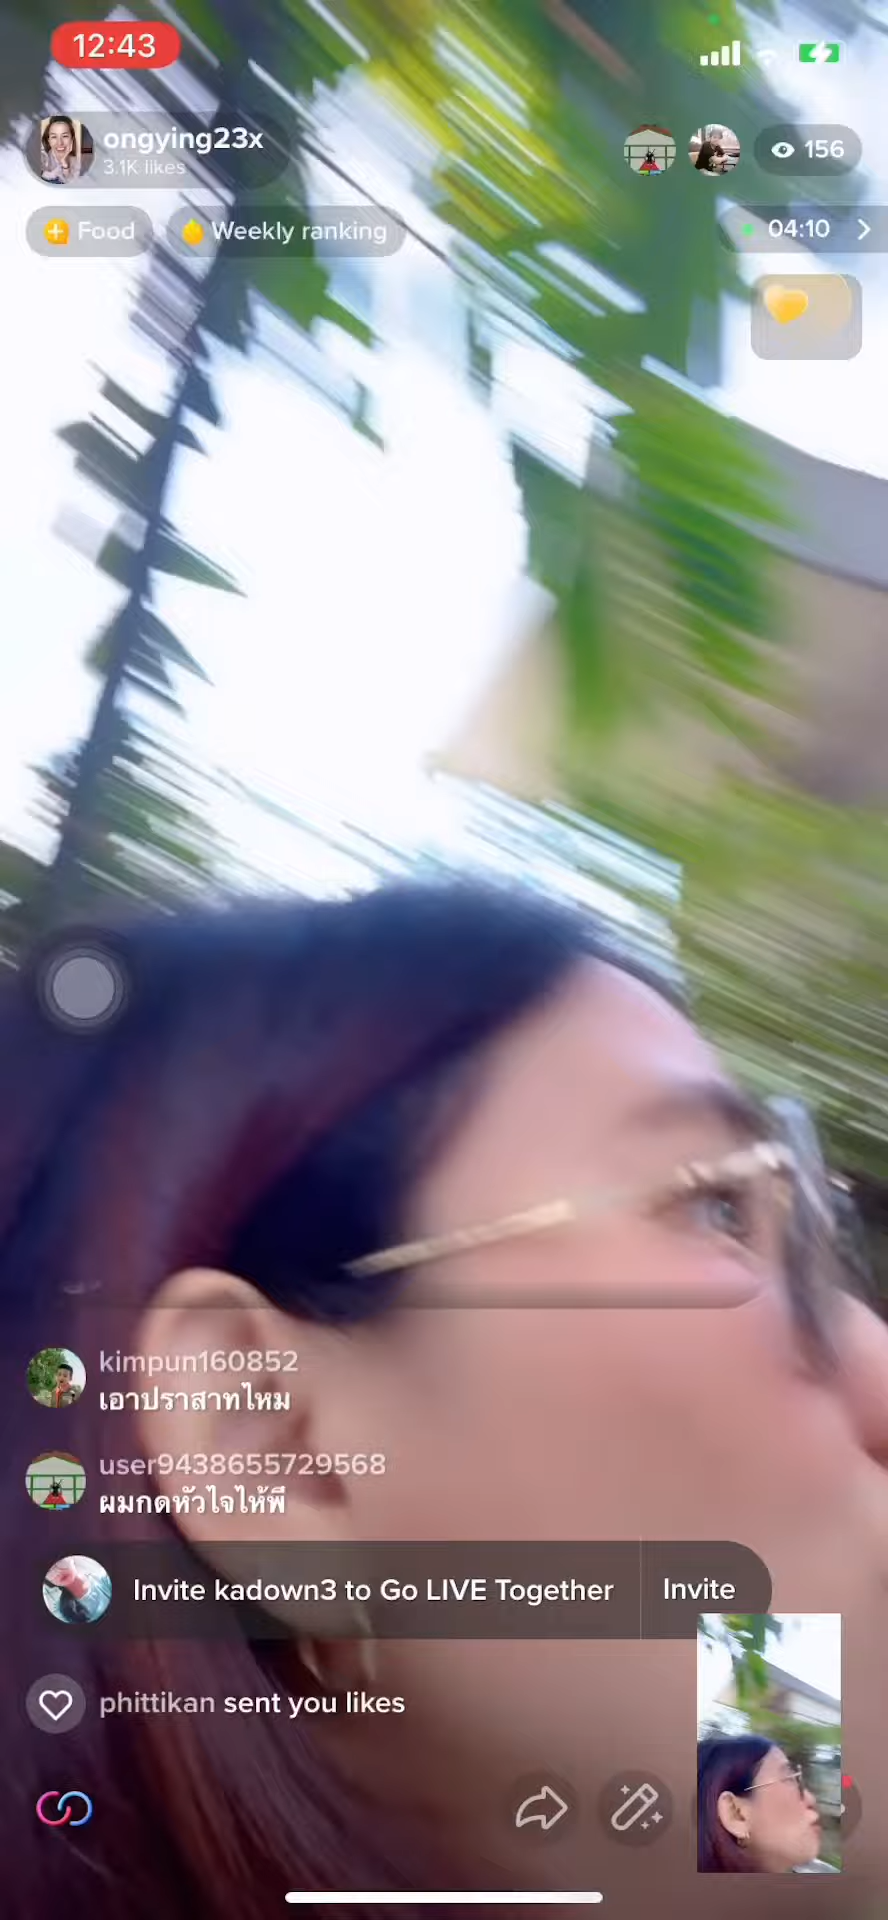 12:43
ongying23x
3.1K likes
156
Food
Weekly ranking
04:10
kimpun160852
เอาปราสาทไหม
user9438655729568
ผมกดหัวใจไห้พี
Invite kadown3 to Go LIVE Together
Invite
phittikan sent you likes